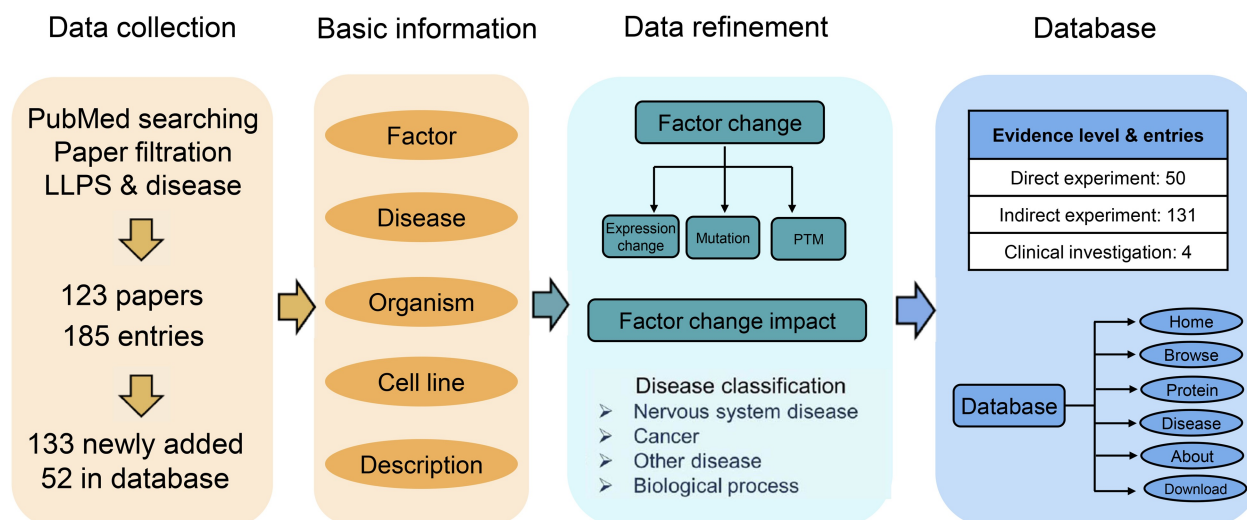 Data collection
PubMed searching
Paper filtration
LLPS & disease
123 papers
185 entries
133 newly added
52 in database
Basic information
Factor
Disease
Organism
Cell line
Description
Data refinement
Factor change
Expression
change
Mutation
PTM
Factor change impact
Disease classification
➢ Nervous system disease
➢ Cancer
➢ Other disease
➢ Biological process
Database
Evidence level & entries
Direct experiment: 50
Indirect experiment: 131
Clinical investigation: 4
Database
Home
Browse
Protein
Disease
About
Download